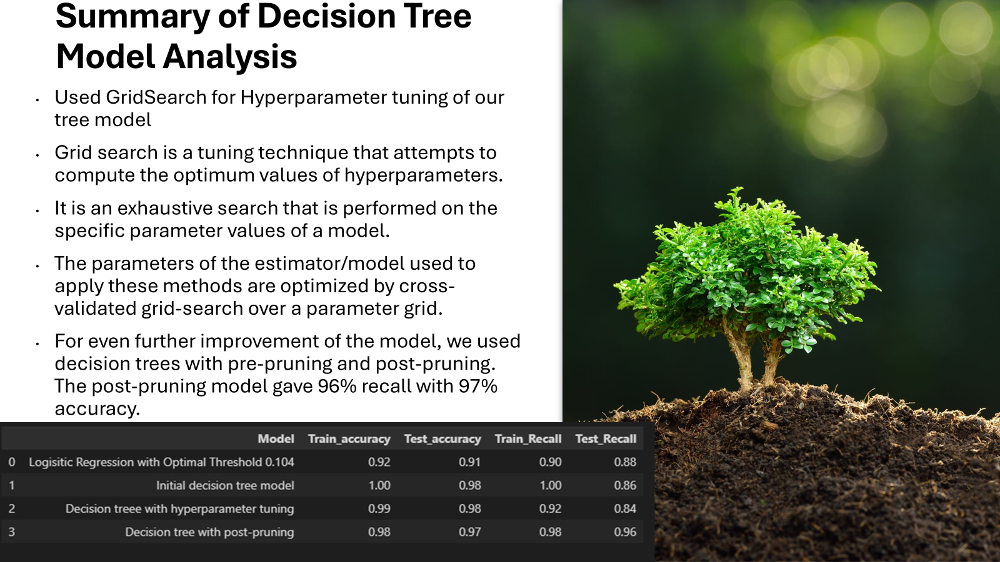 Summary of Decision Tree
Model Analysis
• Used GridSearch for Hyperparameter tuning of our
tree model
• Grid search is a tuning technique that attempts to
compute the optimum values of hyperparameters.
• It is an exhaustive search that is performed on the
specific parameter values of a model.
• The parameters of the estimator/model used to
apply these methods are optimized by cross-
validated grid-search over a parameter grid.
• For even further improvement of the model, we used
decision trees with pre-pruning and post-pruning.
The post-pruning model gave 96% recall with 97%
accuracy.
Model Train_accuracy Test_accuracy Train_Recall Test_Recall
0 Logisitic Regression with Optimal Threshold 0.104 0.92 0.91 0.90 0.88
1 Initial decision tree model 1.00 0.98 1.00 0.86
2 Decision treee with hyperparameter tuning 0.99 0.98 0.92 0.84
3 Decision tree with post-pruning 0.98 0.97 0.98 0.96